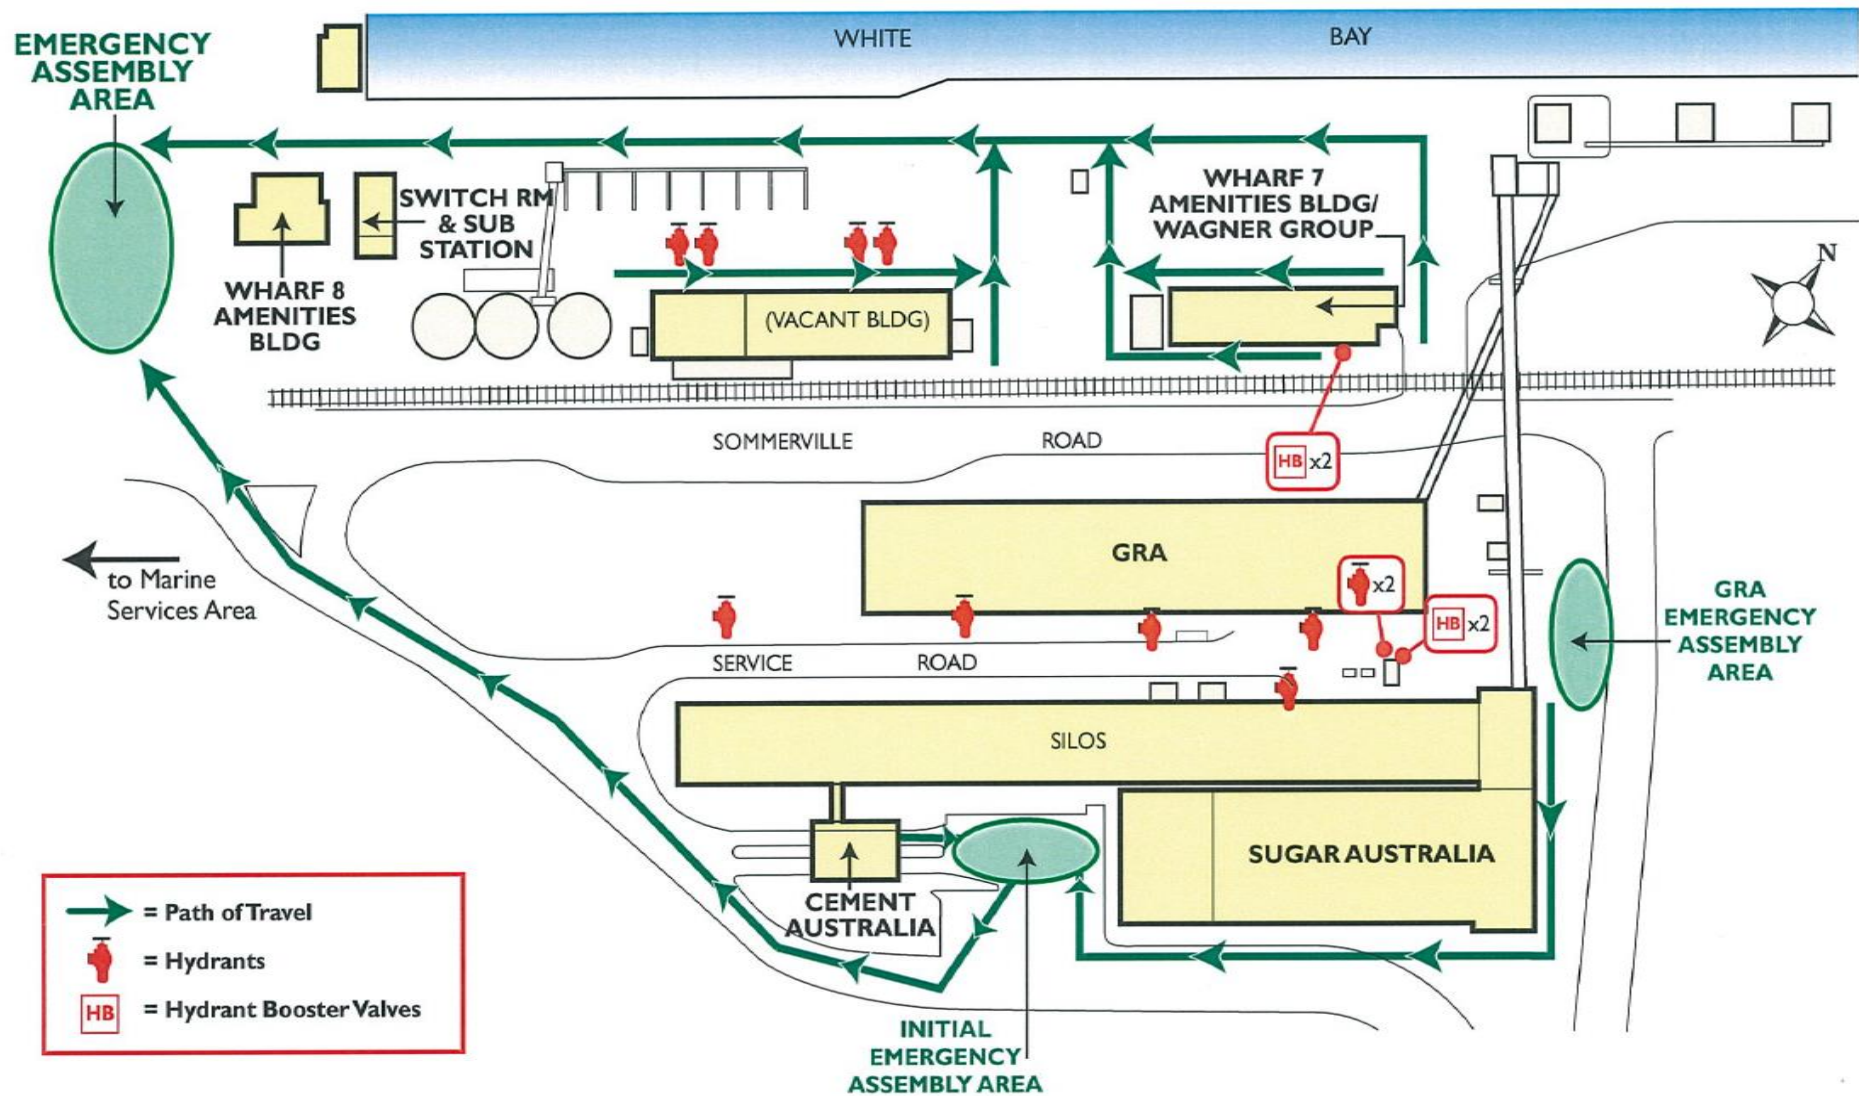 WHITE BAY
EMERGENCY
ASSEMBLY
AREA
SWITCH RM
& SUB
STATION
WHARF 8
AMENITIES
BLDG
WHARF 7
AMENITIES BLDG/
WAGNER GROUP
(VACANT BLDG)
N
SOMMERVILLE ROAD
HB x2
to Marine
Services Area
GRA
x2
HB x2
GRA
EMERGENCY
ASSEMBLY
AREA
SERVICE ROAD
SILOS
SUGAR AUSTRALIA
CEMENT
AUSTRALIA
INITIAL
EMERGENCY
ASSEMBLY AREA
= Path of Travel
= Hydrants
HB = Hydrant Booster Valves